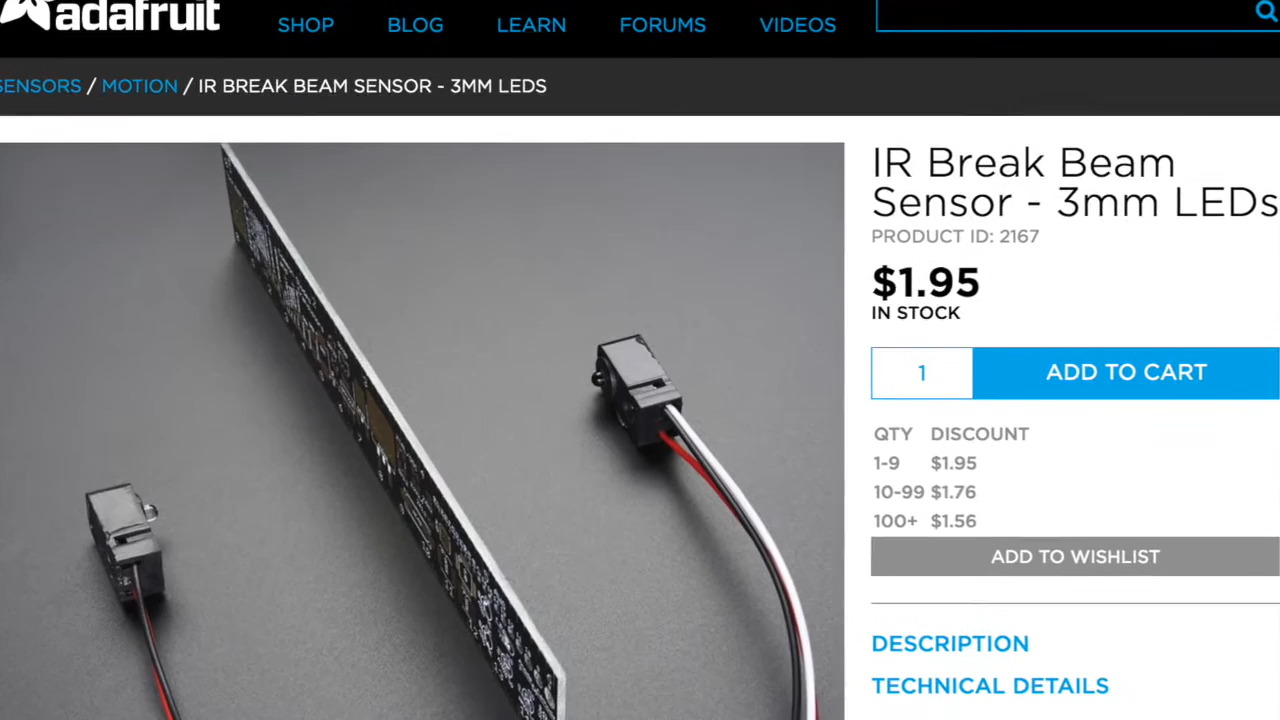 adafruit
SHOP
BLOG
LEARN
FORUMS
VIDEOS
SENSORS / MOTION / IR BREAK BEAM SENSOR - 3MM LEDS
IR Break Beam
Sensor - 3mm LEDs
PRODUCT ID: 2167
$1.95
IN STOCK
1
ADD TO CART
QTY DISCOUNT
1-9 $1.95
10-99 $1.76
100+ $1.56
ADD TO WISHLIST
DESCRIPTION
TECHNICAL DETAILS